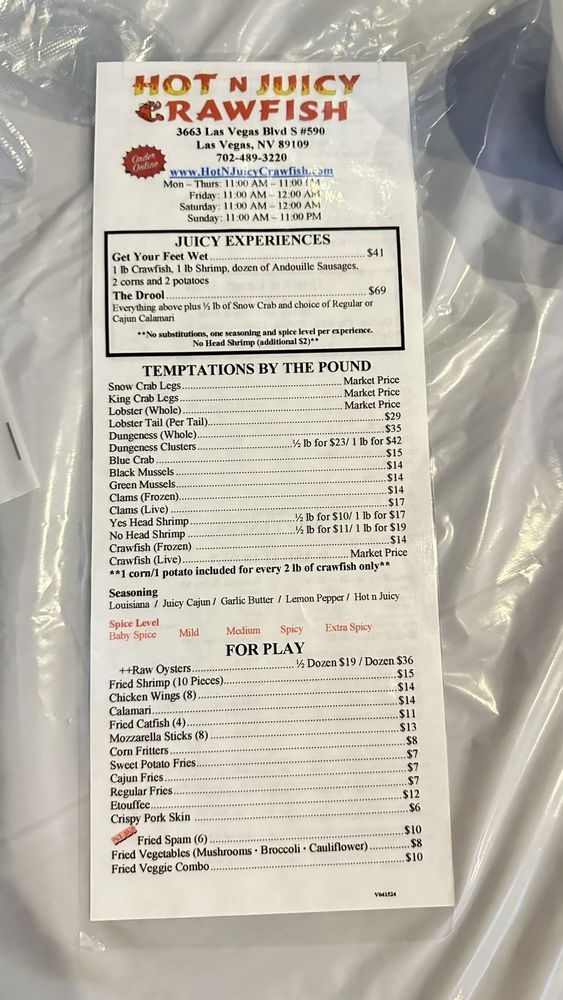 HOT N JUICY
CRAWFISH
3663 Las Vegas Blvd S #590
Las Vegas, NV 89109
702-489-3220
Order Online
www.HotNJuicyCrawfish.com
Mon – Thurs: 11:00 AM – 11:00 PM
Friday: 11:00 AM – 12:00 AM
Saturday: 11:00 AM – 12:00 AM
Sunday: 11:00 AM – 11:00 PM
JUICY EXPERIENCES
Get Your Feet Wet $41
1 lb Crawfish, 1 lb Shrimp, dozen of Andouille Sausages,
2 corns and 2 potatoes
The Drool $69
Everything above plus ½ lb of Snow Crab and choice of Regular or
Cajun Calamari
**No substitutions, one seasoning and spice level per experience.
No Head Shrimp (additional $2)**
TEMPTATIONS BY THE POUND
Snow Crab Legs Market Price
King Crab Legs Market Price
Lobster (Whole) Market Price
Lobster Tail (Per Tail) $29
Dungeness (Whole) $35
Dungeness Clusters ½ lb for $23/ 1 lb for $42
Blue Crab $15
Black Mussels $14
Green Mussels $14
Clams (Frozen) $14
Clams (Live) $17
Yes Head Shrimp ½ lb for $10/ 1 lb for $17
No Head Shrimp ½ lb for $11/ 1 lb for $19
Crawfish (Frozen) $14
Crawfish (Live) Market Price
**1 corn/1 potato included for every 2 lb of crawfish only**
Seasoning
Louisiana / Juicy Cajun / Garlic Butter / Lemon Pepper / Hot n Juicy
Spice Level
Baby Spice Mild Medium Spicy Extra Spicy
FOR PLAY
++Raw Oysters ½ Dozen $19 / Dozen $36
Fried Shrimp (10 Pieces) $15
Chicken Wings (8) $14
Calamari $14
Fried Catfish (4) $11
Mozzarella Sticks (8) $13
Corn Fritters $8
Sweet Potato Fries $7
Cajun Fries $7
Regular Fries $7
Etouffee $12
Crispy Pork Skin $6
NEW
Fried Spam (6) $10
Fried Vegetables (Mushrooms · Broccoli · Cauliflower) $8
Fried Veggie Combo $10
V041524